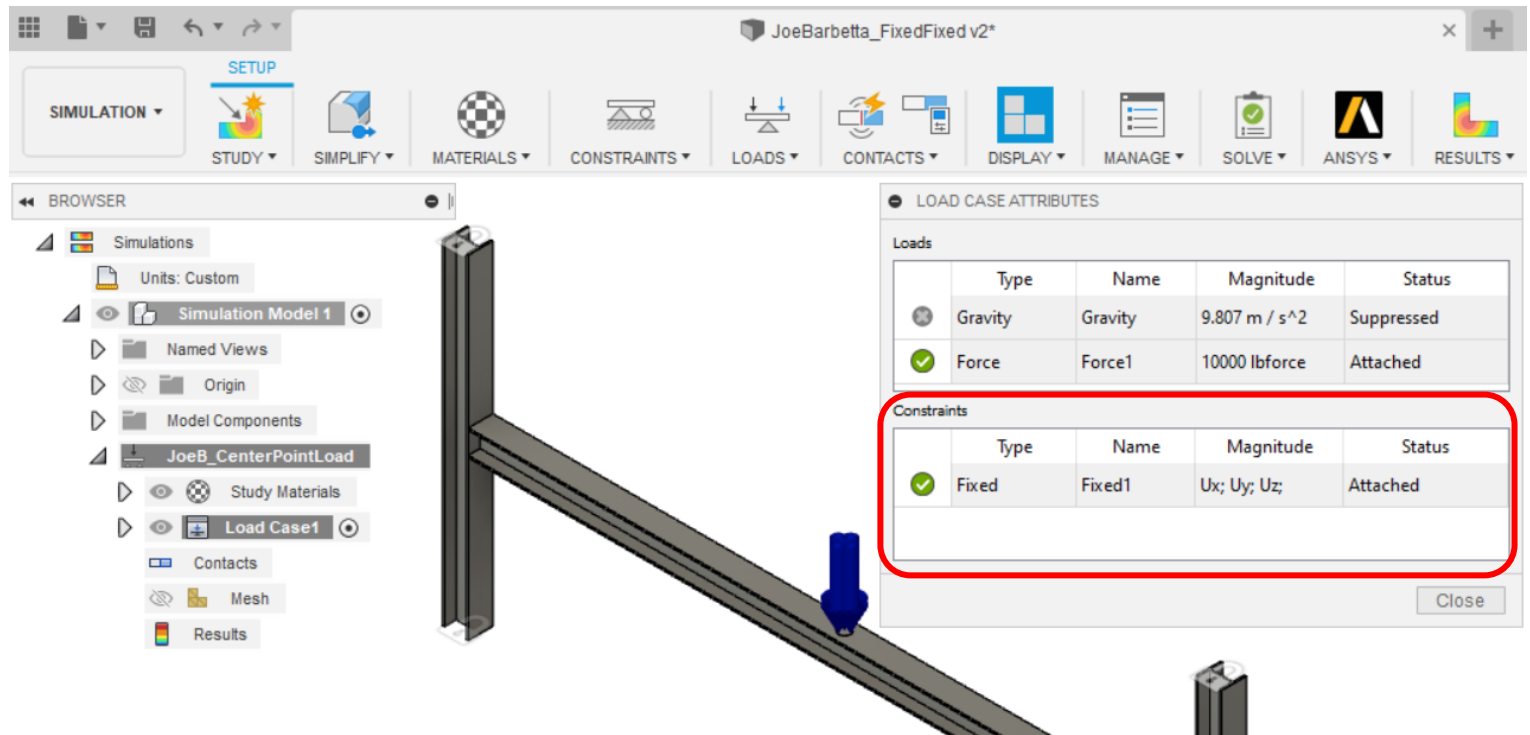 JoeBarbetta_FixedFixed v2*
SETUP
SIMULATION
STUDY
SIMPLIFY
MATERIALS
CONSTRAINTS
LOADS
CONTACTS
DISPLAY
MANAGE
SOLVE
ANSYS
RESULTS
BROWSER
Simulations
Units: Custom
Simulation Model 1
Named Views
Origin
Model Components
JoeB_CenterPointLoad
Study Materials
Load Case1
Contacts
Mesh
Results
LOAD CASE ATTRIBUTES
Loads
Type Name Magnitude Status
Gravity Gravity 9.807 m / s^2 Suppressed
Force Force1 10000 lbforce Attached
Constraints
Type Name Magnitude Status
Fixed Fixed1 Ux; Uy; Uz; Attached
Close